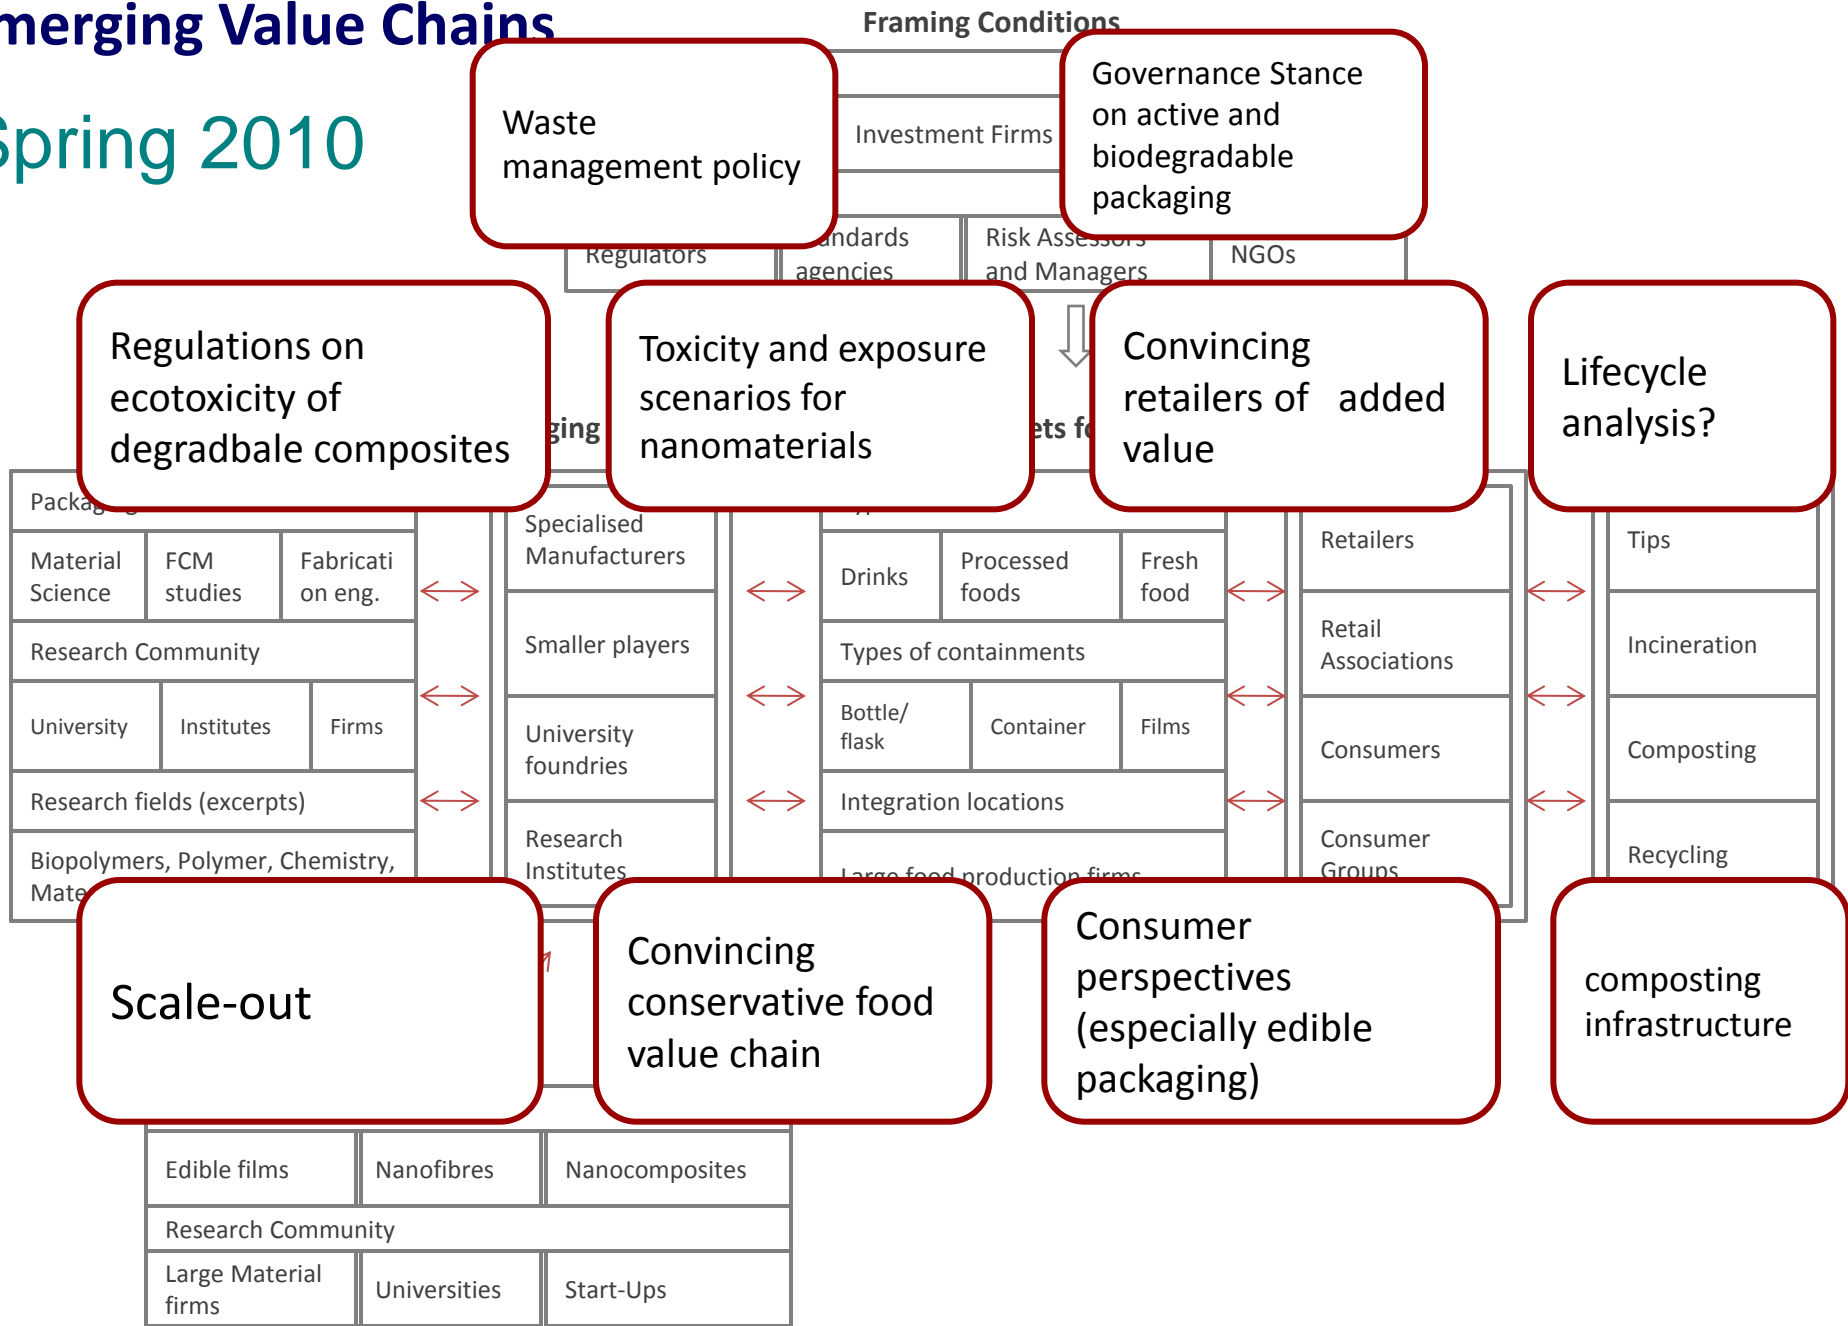 merging Value Chains
Spring 2010
Framing Conditions
Waste
management policy
Investment Firms
Governance Stance
on active and
biodegradable
packaging
Regulators
agencies
Risk Assessors
and Managers
NGOs
Regulations on
ecotoxicity of
degradbale composites
Toxicity and exposure
scenarios for
nanomaterials
Convincing
retailers of added
value
Lifecycle
analysis?
Material
Science
FCM
studies
Fabricati
on eng.
Research Community
University
Institutes
Firms
Research fields (excerpts)
Biopolymers, Polymer, Chemistry,
Specialised
Manufacturers
Smaller players
University
foundries
Research
Institutes
Drinks
Processed
foods
Fresh
food
Types of containments
Bottle/
flask
Container
Films
Integration locations
Large food production firms
Retailers
Retail
Associations
Consumers
Consumer
Groups
Tips
Incineration
Composting
Recycling
Scale-out
Convincing
conservative food
value chain
Consumer
perspectives
(especially edible
packaging)
composting
infrastructure
Edible films
Nanofibres
Nanocomposites
Research Community
Large Material
firms
Universities
Start-Ups